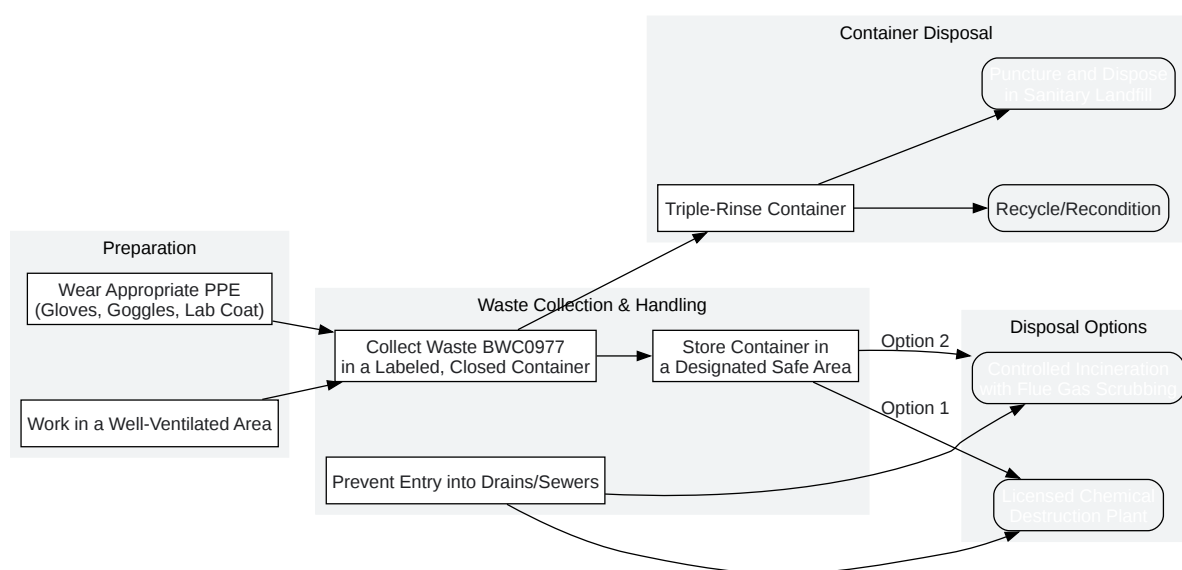 Container Disposal
Puncture and Dispose
in Sanitary Landfill
Triple-Rinse Container
Recycle/Recondition
Preparation
Wear Appropriate PPE
(Gloves, Goggles, Lab Coat)
Work in a Well-Ventilated Area
Waste Collection & Handling
Collect Waste BWC0977
in a Labeled, Closed Container
Store Container in
a Designated Safe Area
Prevent Entry into Drains/Sewers
Option 2
Option 1
Disposal Options
Controlled Incineration
with Flue Gas Scrubbing
Licensed Chemical
Destruction Plant